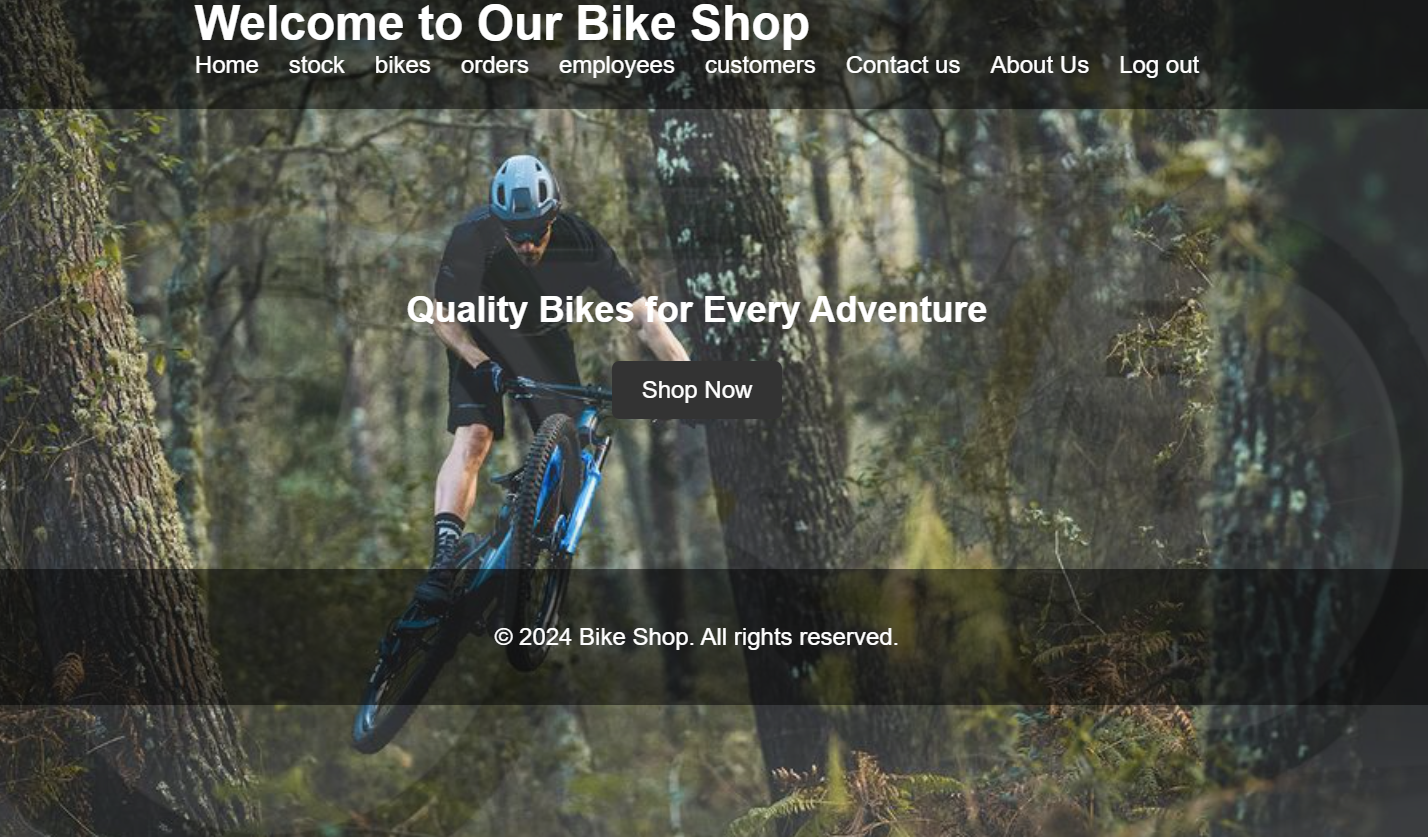 Welcome to Our Bike Shop
Home stock bikes orders employees customers Contact us About Us Log out
Quality Bikes for Every Adventure
Shop Now
© 2024 Bike Shop. All rights reserved.